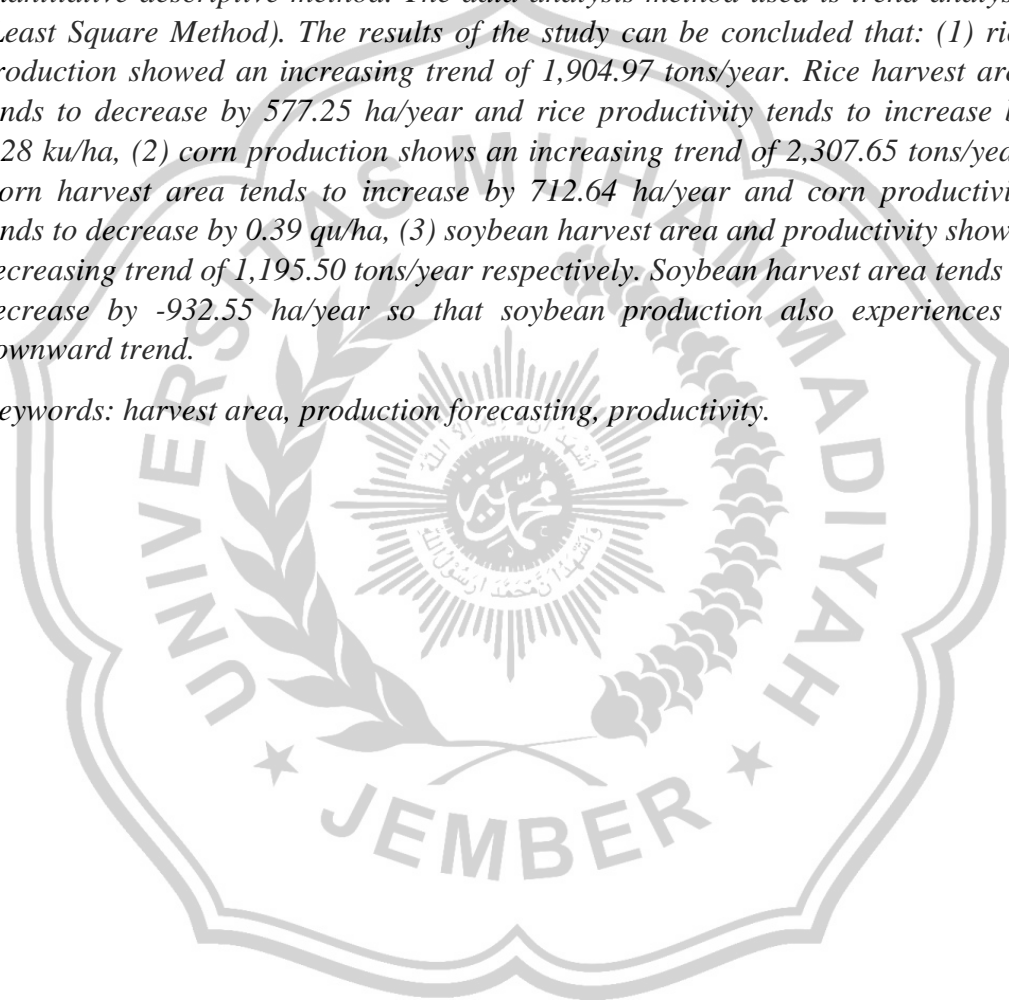 uantitative descriptive method. The data analysis method used is trend analys
Least Square Method). The results of the study can be concluded that: (1) ric
roduction showed an increasing trend of 1,904.97 tons/year. Rice harvest are
nds to decrease by 577.25 ha/year and rice productivity tends to increase b
28 ku/ha, (2) corn production shows an increasing trend of 2,307.65 tons/yea
orn harvest area tends to increase by 712.64 ha/year and corn productivi
nds to decrease by 0.39 qu/ha, (3) soybean harvest area and productivity show
ecreasing trend of 1,195.50 tons/year respectively. Soybean harvest area tends
ecrease by -932.55 ha/year so that soybean production also experiences
ownward trend.
eywords: harvest area, production forecasting, productivity.
UNIVERSITAS MUHAMMADIYAH
JEMBER